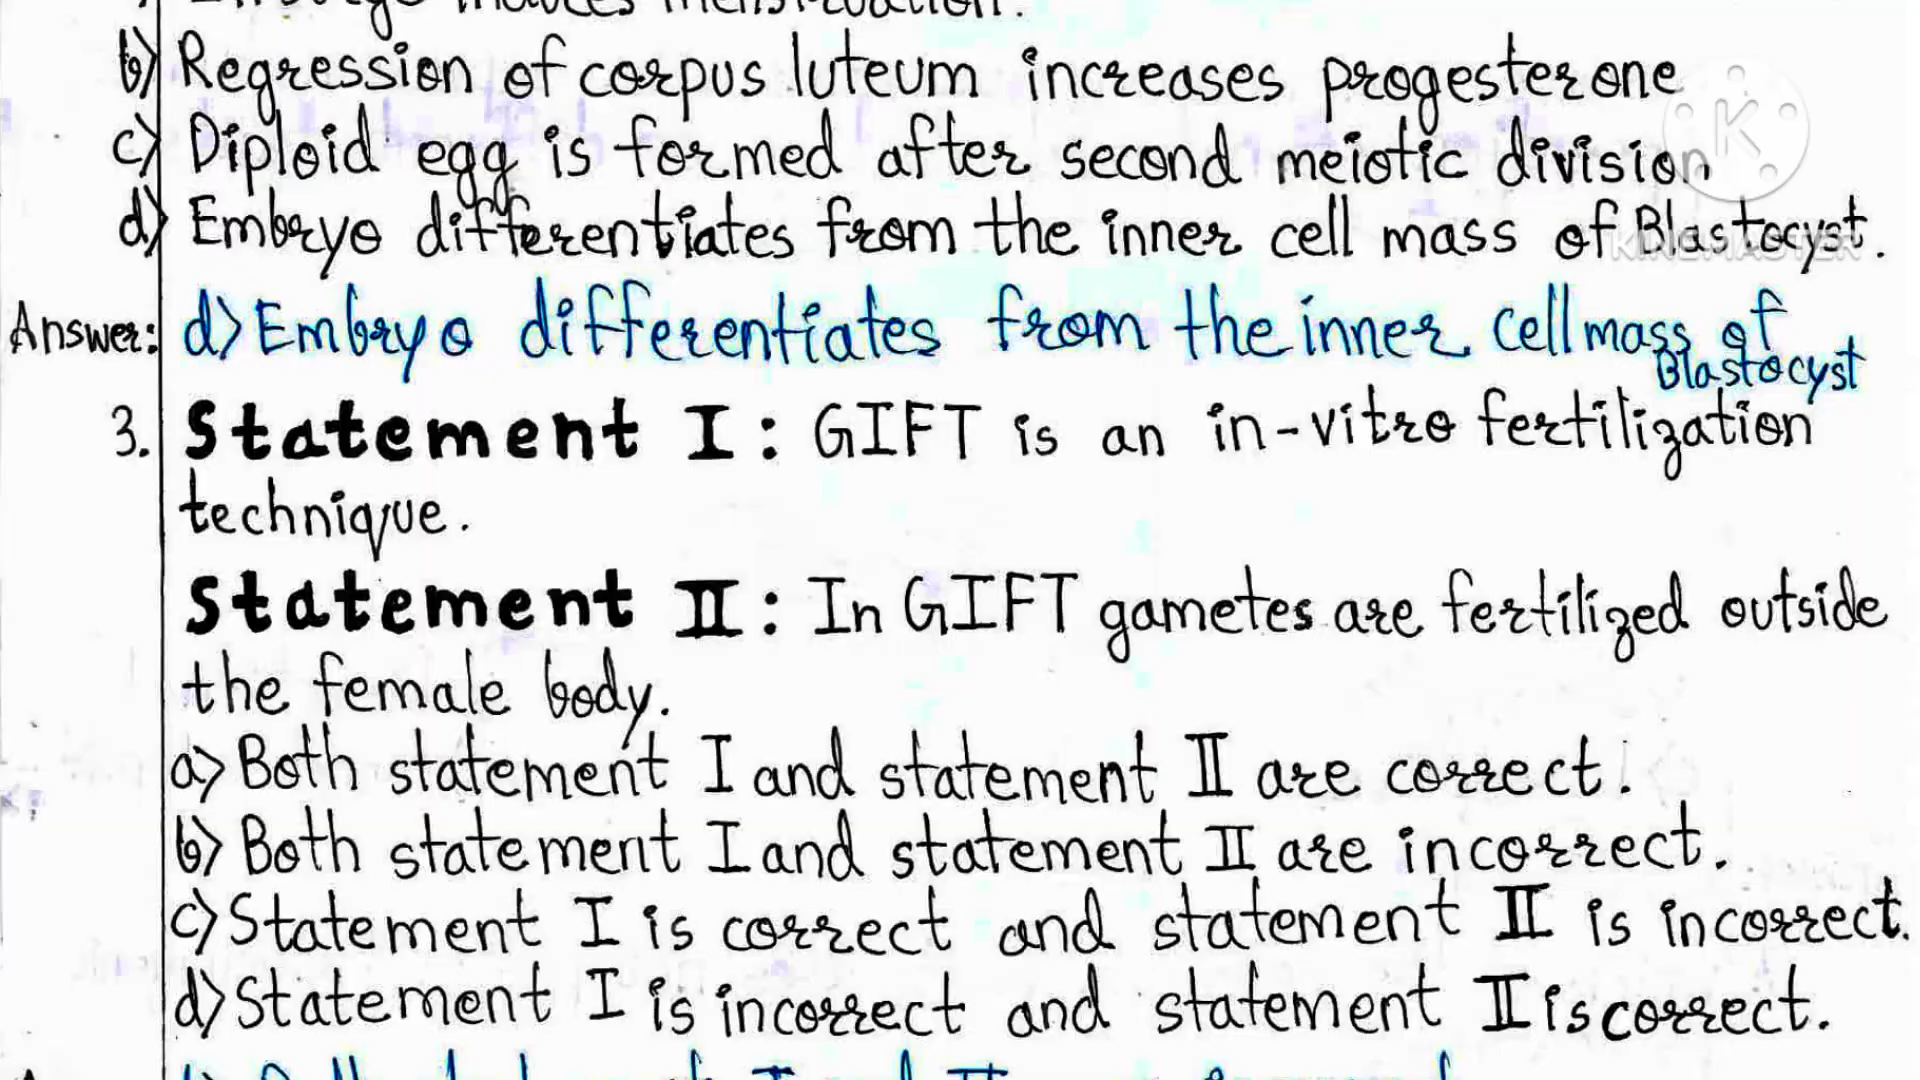 induces menstruation.
b) Regression of corpus luteum increases progesterone
c) Diploid egg is formed after second meiotic division
d) Embryo differentiates from the inner cell mass of Blastocyst.
KINEMASTER
Answer: d) Embryo differentiates from the inner cell mass of
Blastocyst
3. Statement I: GIFT is an in-vitro fertilization
technique.
Statement II: In GIFT gametes are fertilized outside
the female body.
a) Both statement I and statement II are correct.
b) Both statement I and statement II are incorrect.
c) Statement I is correct and statement II is incorrect.
d) Statement I is incorrect and statement II is correct.